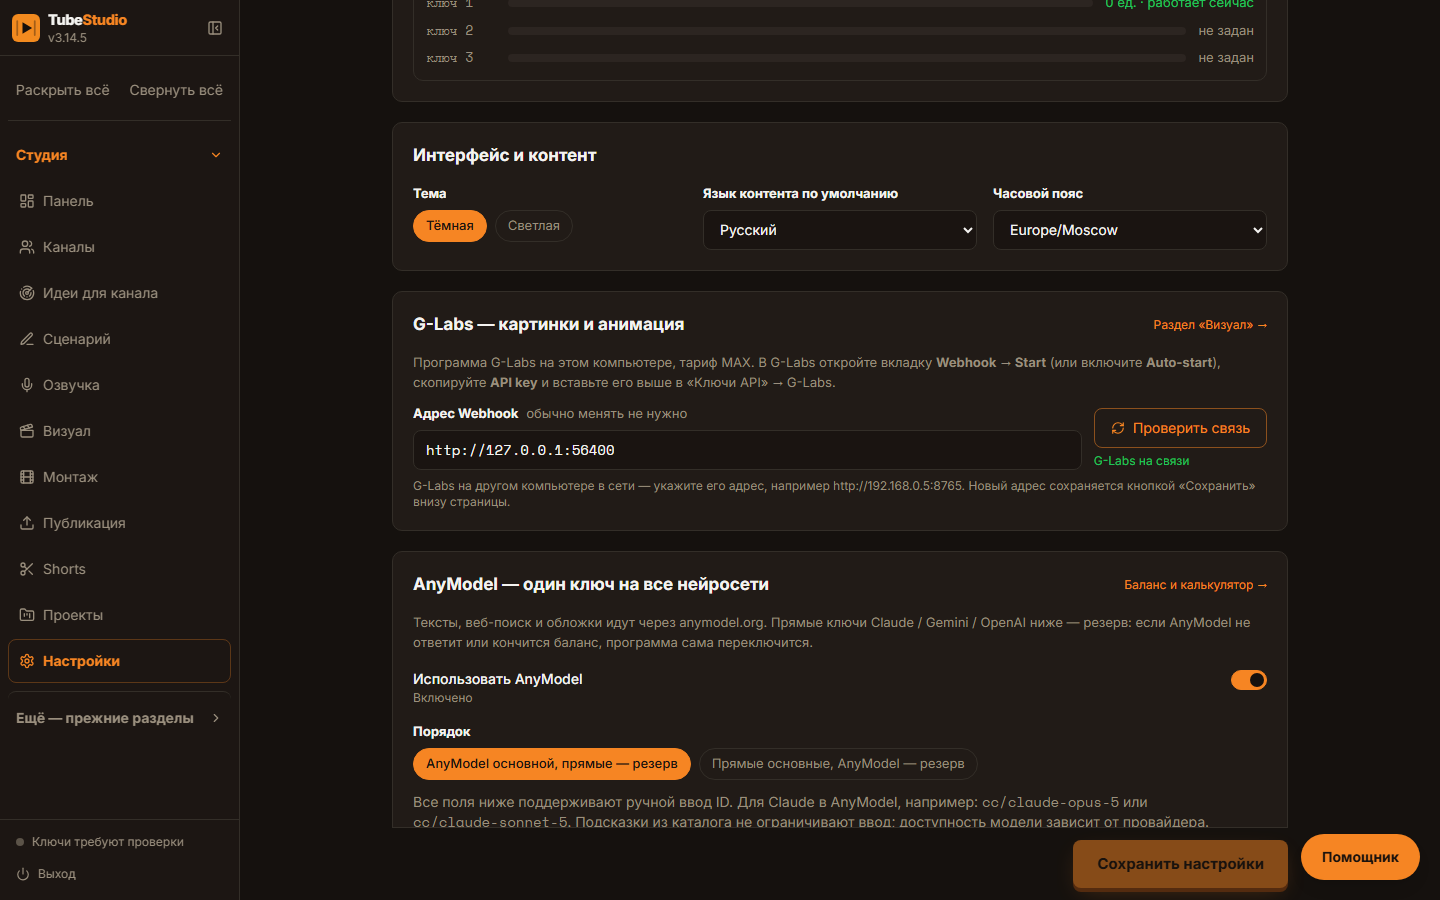 TubeStudio
v3.14.5
Раскрыть всё
Свернуть всё
Студия
Панель
Каналы
Идеи для канала
Сценарий
Озвучка
Визуал
Монтаж
Публикация
Shorts
Проекты
Настройки
Ещё — прежние разделы
Ключи требуют проверки
Выход
ключ 1
0 ед. · работает сейчас
ключ 2
не задан
ключ 3
не задан
Интерфейс и контент
Тема
Тёмная
Светлая
Язык контента по умолчанию
Русский
Часовой пояс
Europe/Moscow
G-Labs — картинки и анимация
Раздел «Визуал» →
Программа G-Labs на этом компьютере, тариф MAX. В G-Labs откройте вкладку Webhook → Start (или включите Auto-start),
скопируйте API key и вставьте его выше в «Ключи API» → G-Labs.
Адрес Webhook обычно менять не нужно
http://127.0.0.1:56400
Проверить связь
G-Labs на связи
G-Labs на другом компьютере в сети — укажите его адрес, например http://192.168.0.5:8765. Новый адрес сохраняется кнопкой «Сохранить»
внизу страницы.
AnyModel — один ключ на все нейросети
Баланс и калькулятор →
Тексты, веб-поиск и обложки идут через anymodel.org. Прямые ключи Claude / Gemini / OpenAI ниже — резерв: если AnyModel не
ответит или кончится баланс, программа сама переключится.
Использовать AnyModel
Включено
Порядок
AnyModel основной, прямые — резерв
Прямые основные, AnyModel — резерв
Все поля ниже поддерживают ручной ввод ID. Для Claude в AnyModel, например: cc/claude-opus-5 или
cc/claude-sonnet-5. Подсказки из каталога не ограничивают ввод; доступность модели зависит от провайдера.
Сохранить настройки
Помощник